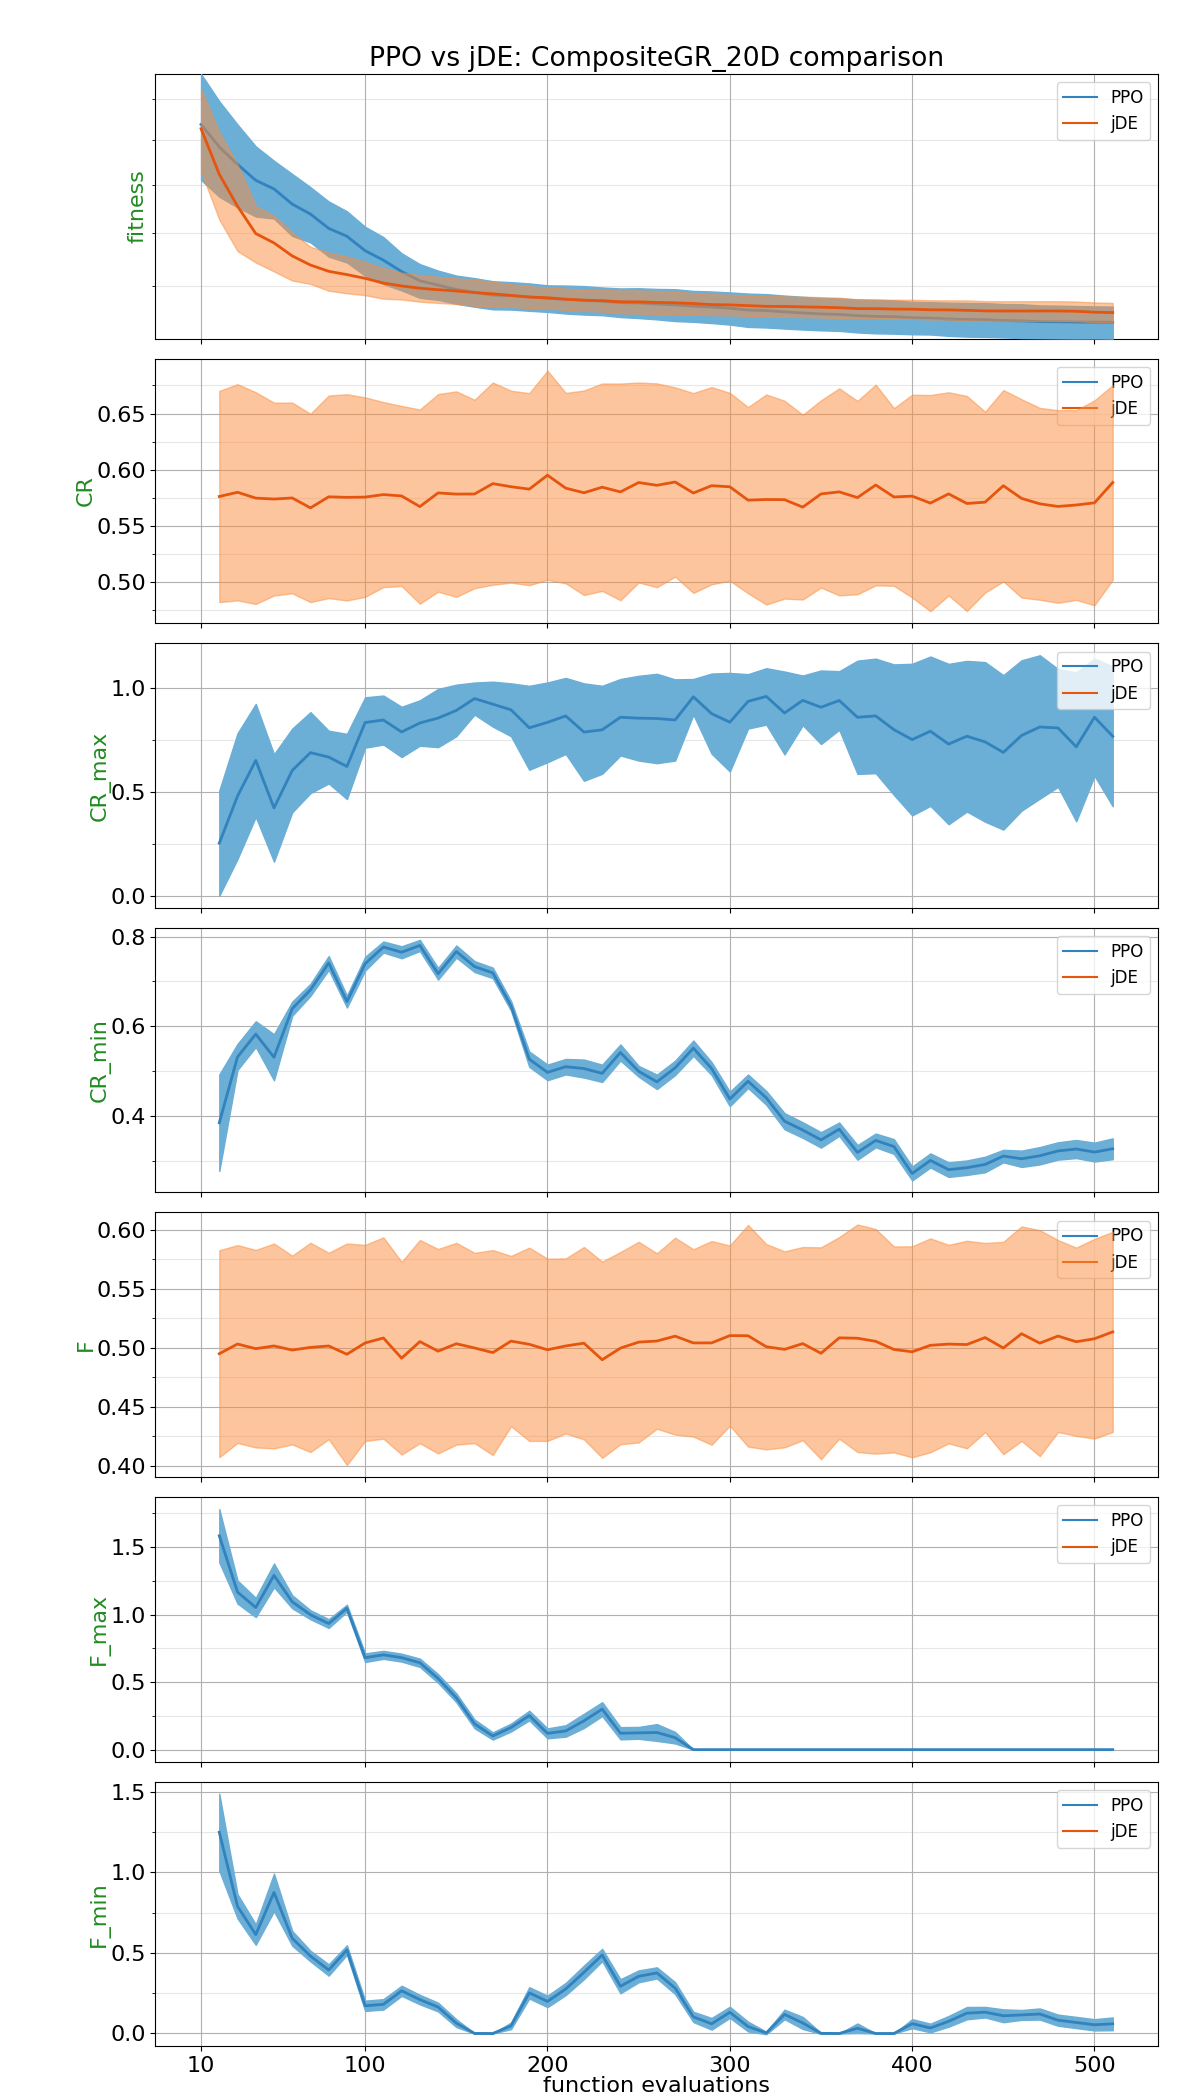 PPO vs jDE: CompositeGR_20D comparison
fitness
PPO
jDE
CR
0.65
0.60
0.55
0.50
PPO
jDE
CR_max
1.0
0.5
0.0
PPO
jDE
CR_min
0.8
0.6
0.4
PPO
jDE
F
0.60
0.55
0.50
0.45
0.40
PPO
jDE
F_max
1.5
1.0
0.5
0.0
PPO
jDE
F_min
1.5
1.0
0.5
0.0
PPO
jDE
10 100 200 300 400 500
function evaluations